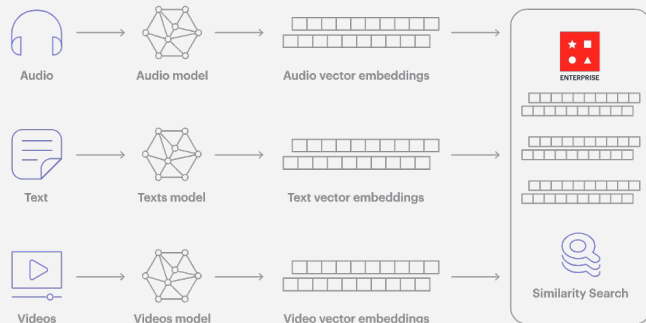 Audio
Audio model
Audio vector embeddings
ENTERPRISE
Text
Texts model
Text vector embeddings
Similarity Search
Videos
Videos model
Video vector embeddings